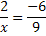 2/x = -6/9